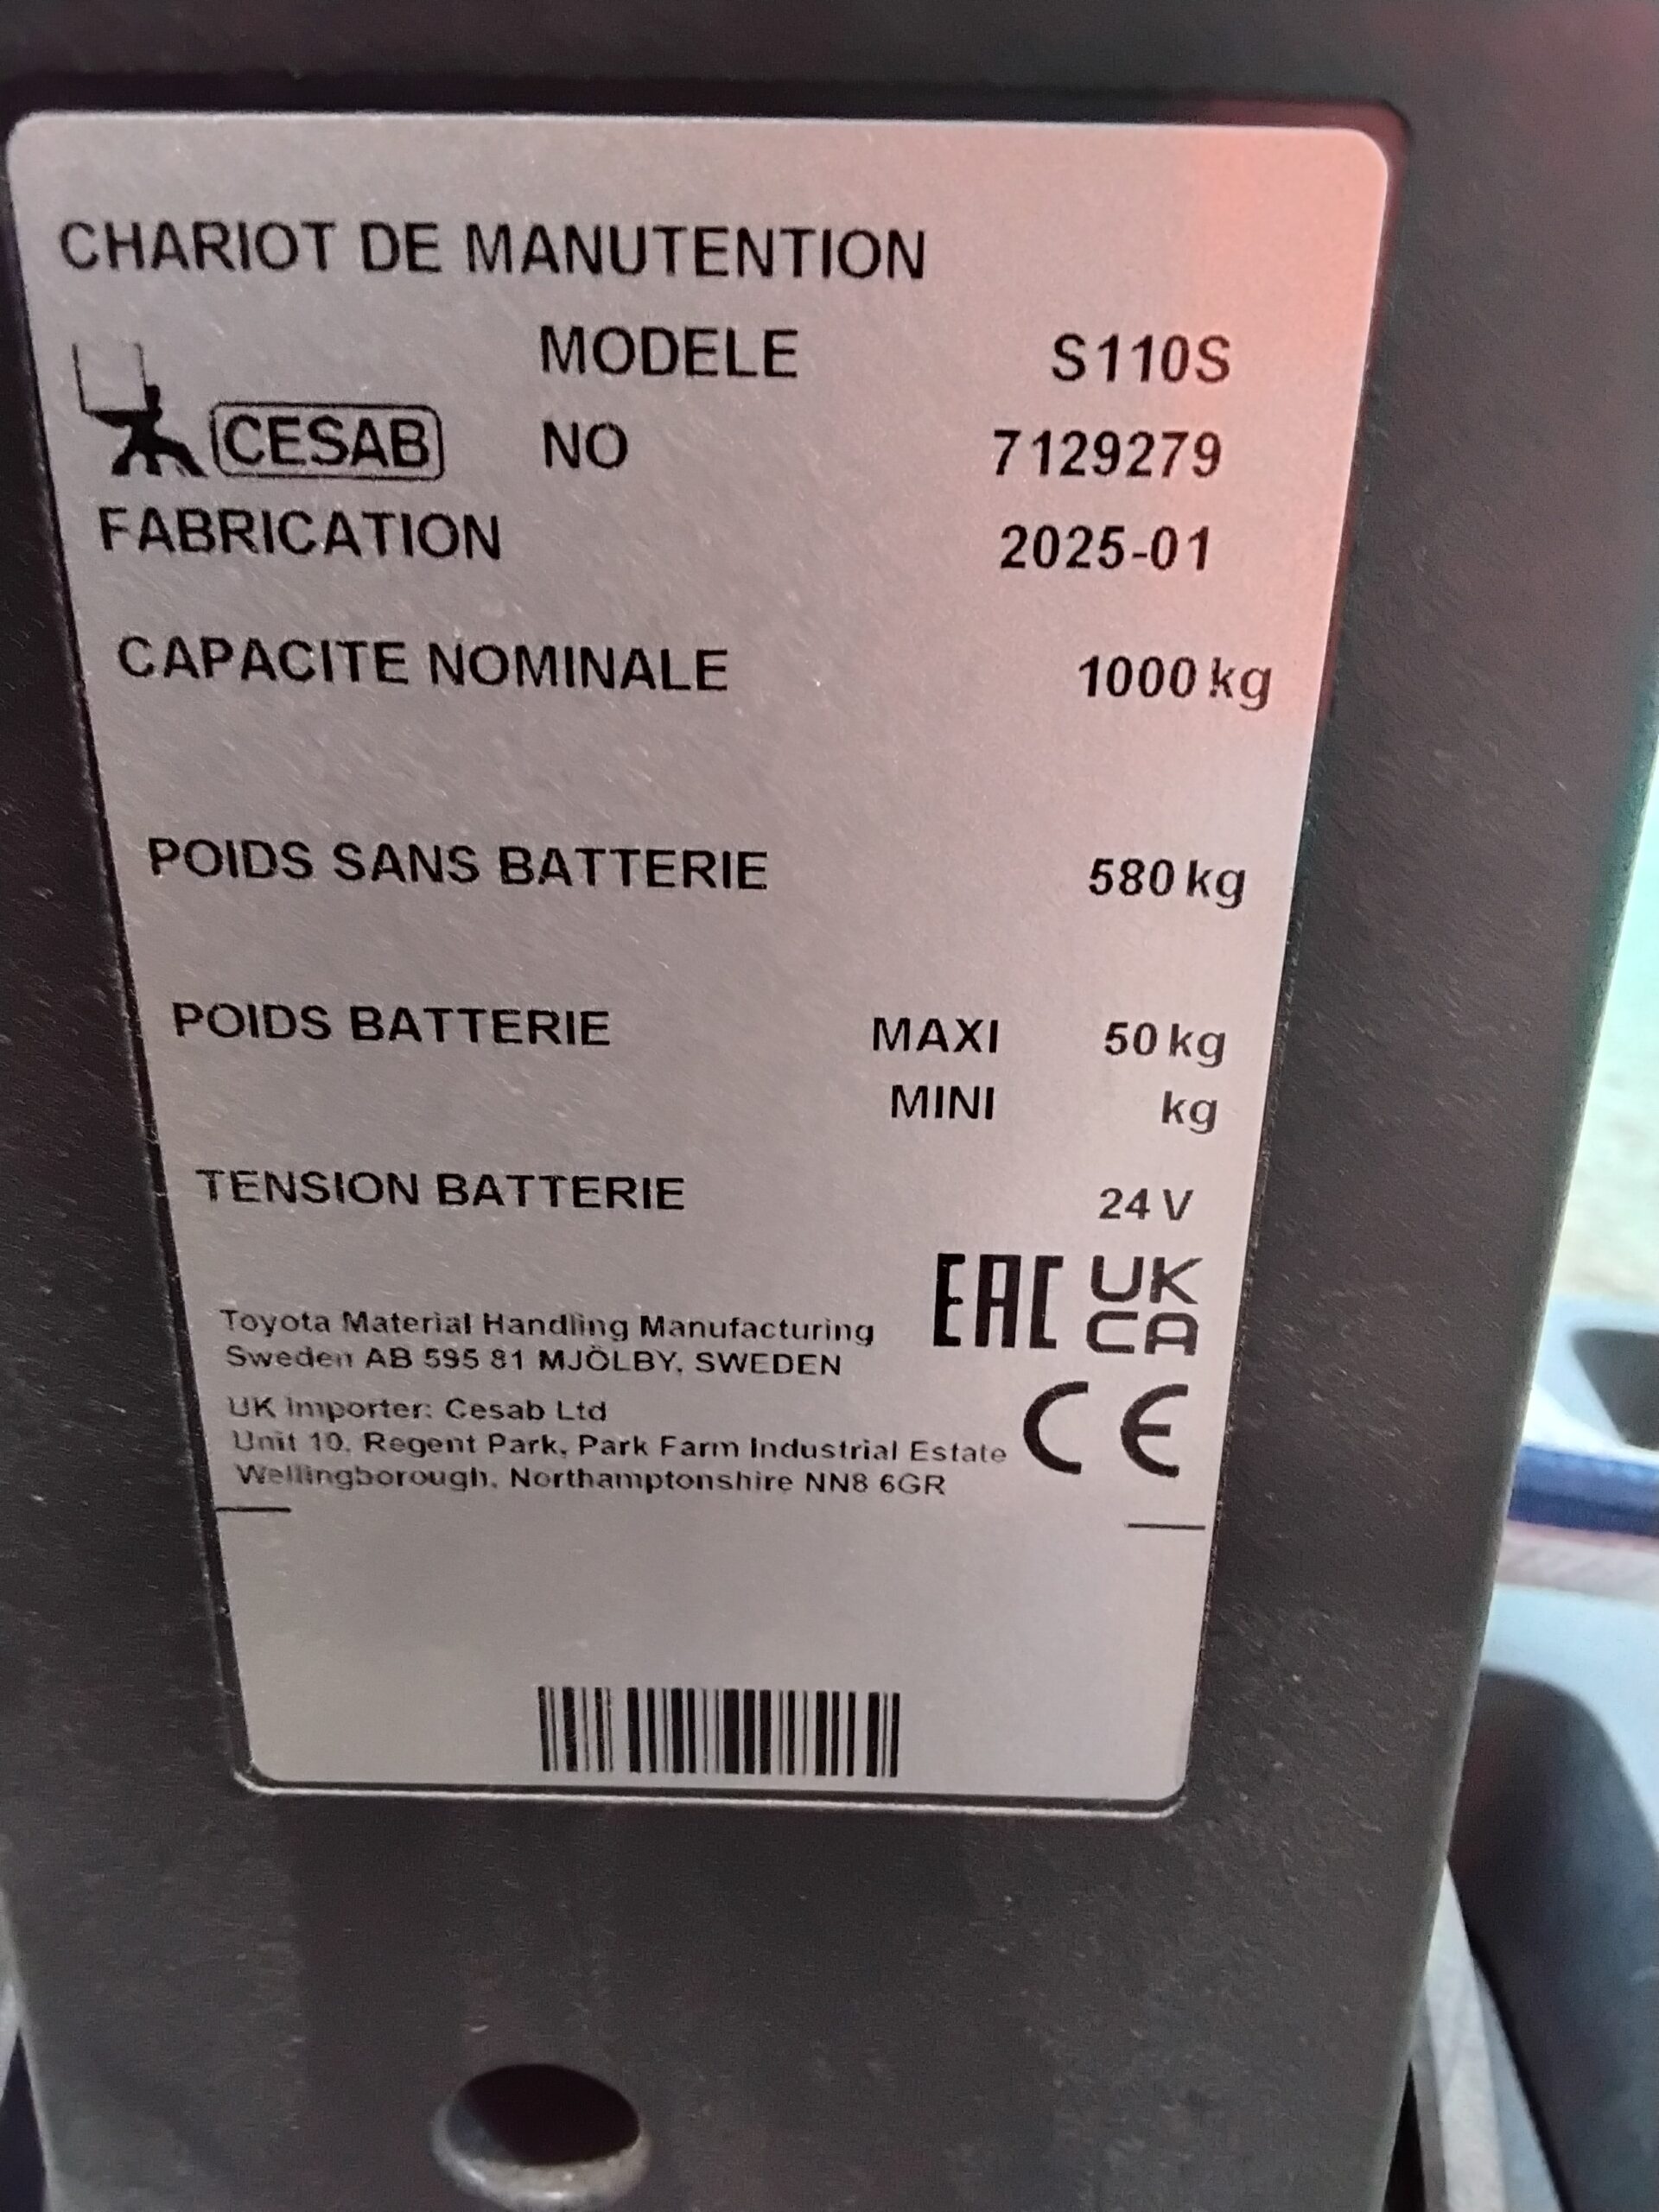 CHARIOT DE MANUTENTION
MODELE S110S
CESAB NO 7129279
FABRICATION 2025-01
CAPACITE NOMINALE 1000 kg
POIDS SANS BATTERIE 580 kg
POIDS BATTERIE MAXI 50 kg
MINI kg
TENSION BATTERIE 24 V
EAC UK CA
Toyota Material Handling Manufacturing
Sweden AB 595 81 MJÖLBY, SWEDEN
UK Importer: Cesab Ltd
Unit 10, Regent Park, Park Farm Industrial Estate
Wellingborough, Northamptonshire NN8 6GR
CE